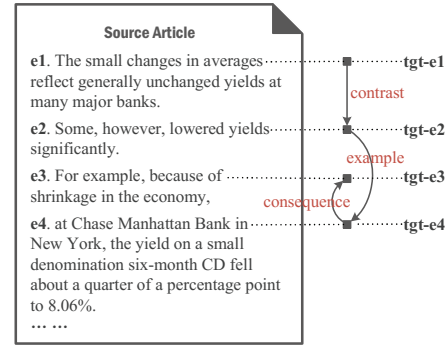 Source Article
e1. The small changes in averages
reflect generally unchanged yields at
many major banks.
e2. Some, however, lowered yields
significantly.
e3. For example, because of
shrinkage in the economy,
e4. at Chase Manhattan Bank in
New York, the yield on a small
denomination six-month CD fell
about a quarter of a percentage point
to 8.06%.
... ...
tgt-e1
contrast
tgt-e2
example
tgt-e3
consequence
tgt-e4